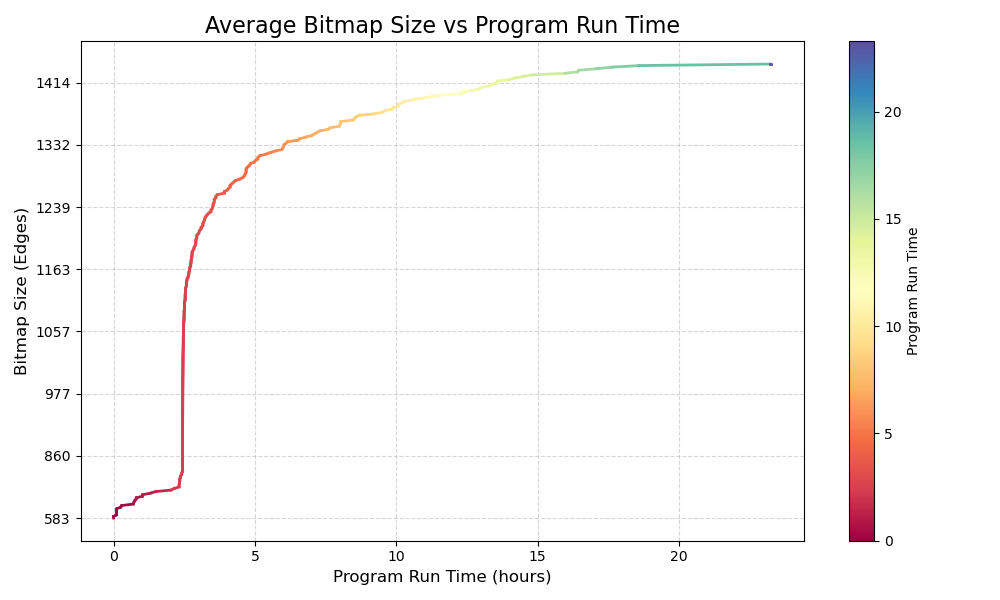 Average Bitmap Size vs Program Run Time
Bitmap Size (Edges)
1414
1332
1239
1163
1057
977
860
583
0 5 10 15 20
Program Run Time (hours)
20
15
10
5
0
Program Run Time